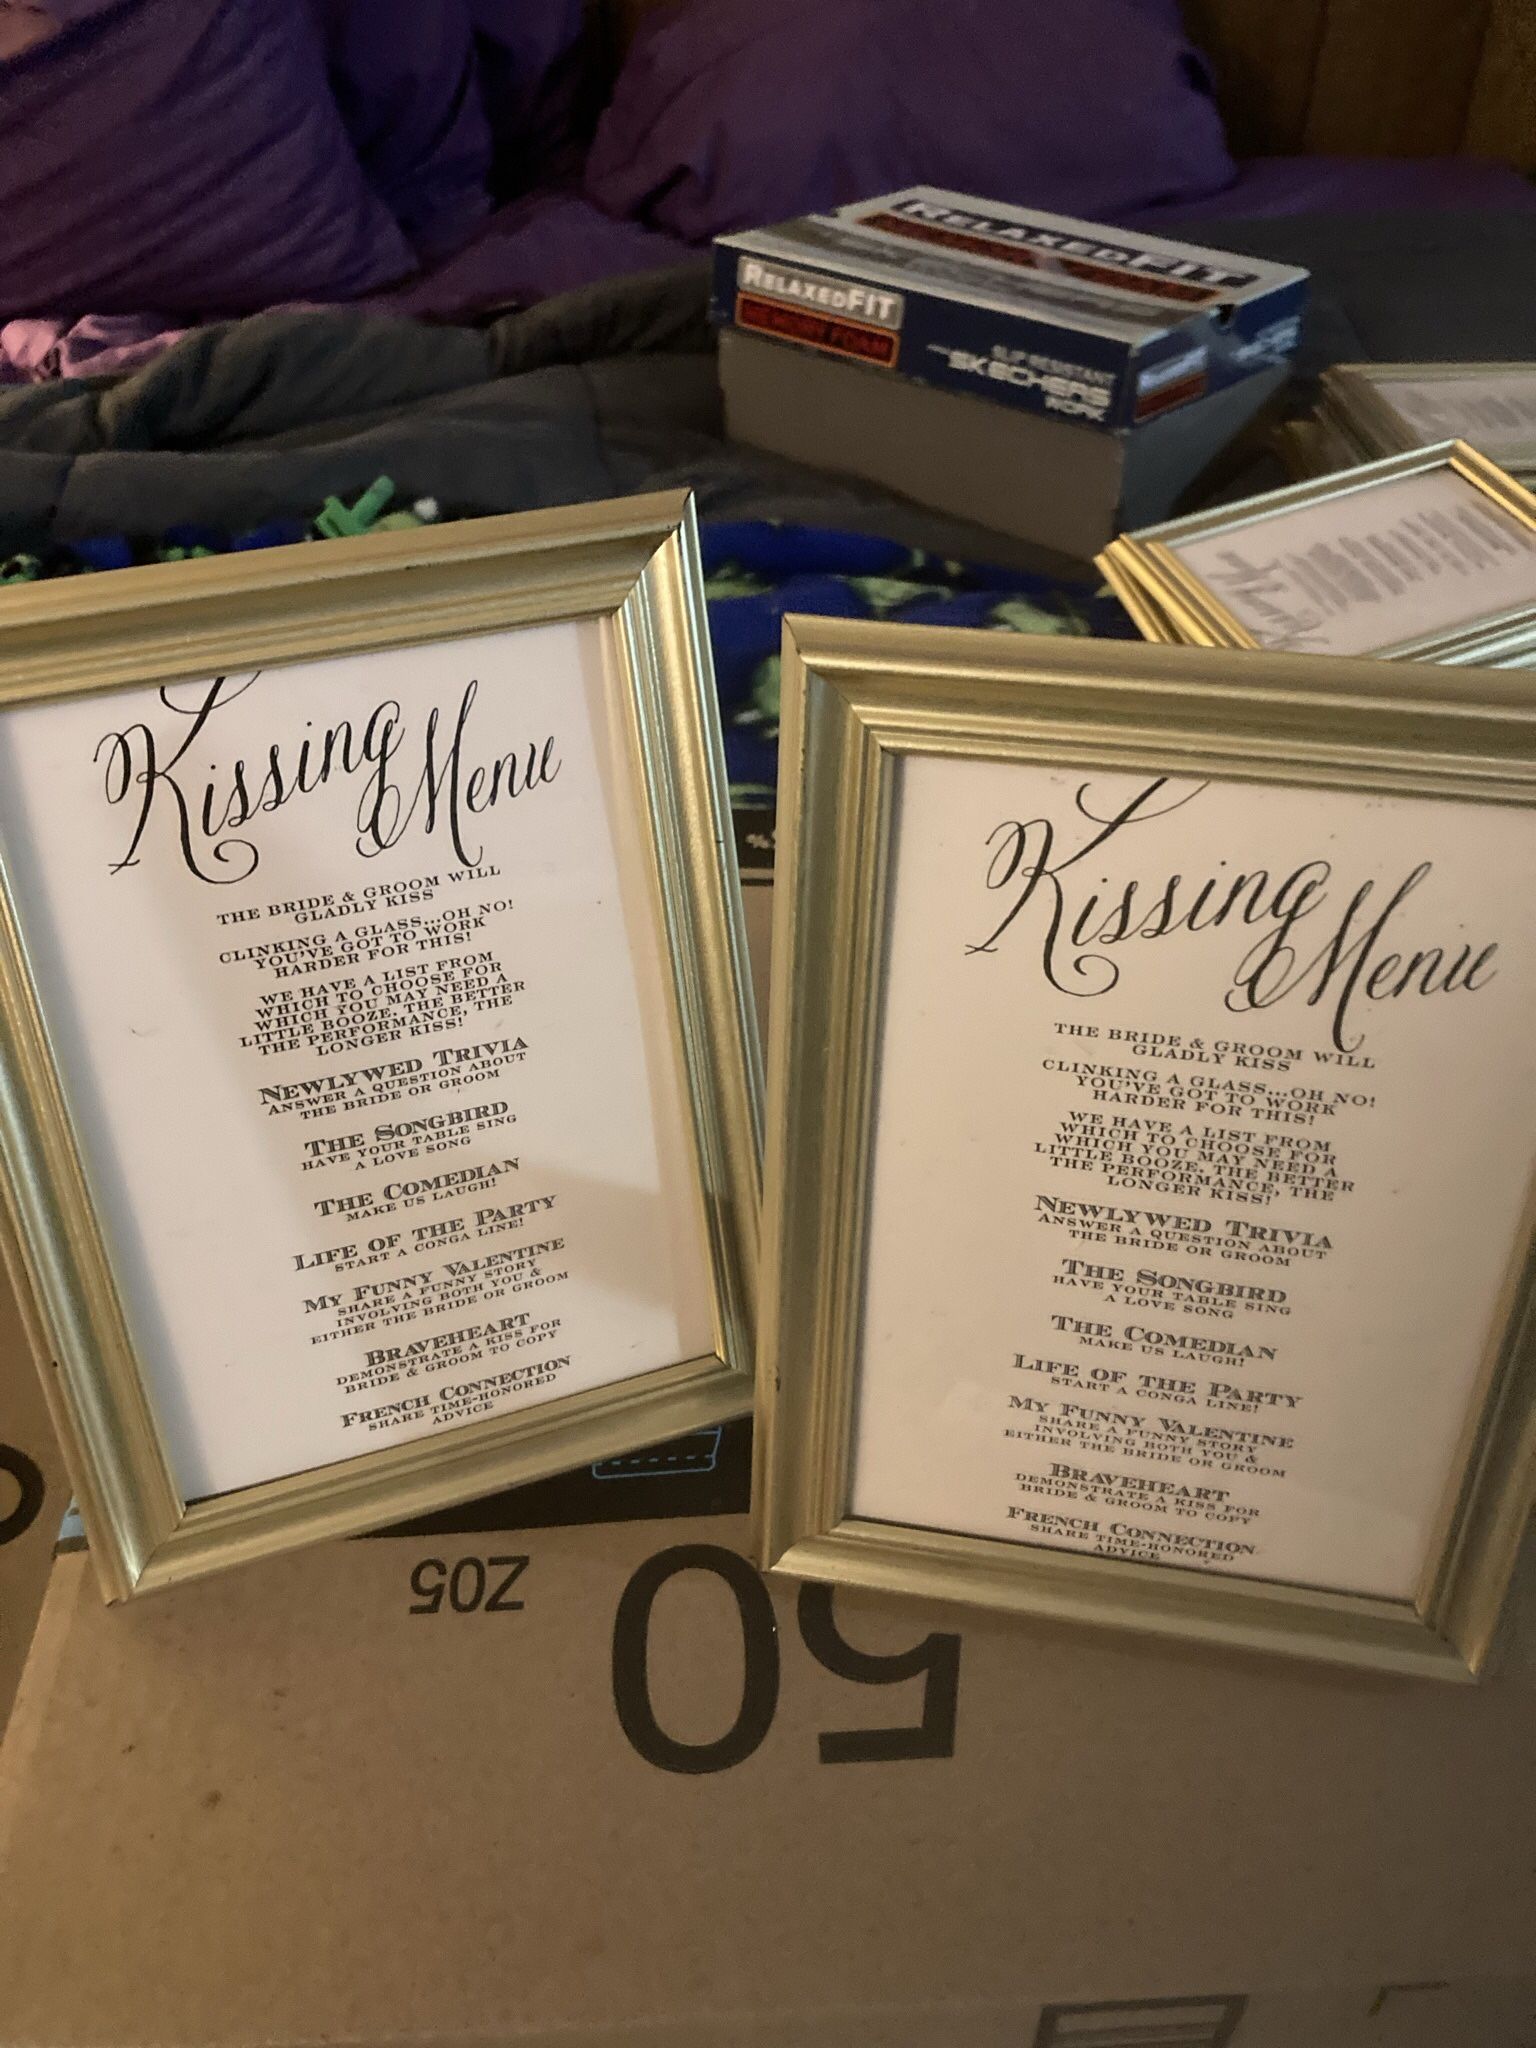 RELAXEDFIT
RELAXEDFIT
MEMORY FOAM
SLIP RESISTANT
SKECHERS
WORK
Kissing
Menu
THE BRIDE & GROOM WILL
GLADLY KISS
CLINKING A GLASS...OH NO!
YOU'VE GOT TO WORK
HARDER FOR THIS!
WE HAVE A LIST FROM
WHICH TO CHOOSE FOR
WHICH YOU MAY NEED A
LITTLE BOOZE. THE BETTER
THE PERFORMANCE, THE
LONGER KISS!
NEWLYWED TRIVIA
ANSWER A QUESTION ABOUT
THE BRIDE OR GROOM
THE SONGBIRD
HAVE YOUR TABLE SING
A LOVE SONG
THE COMEDIAN
MAKE US LAUGH!
LIFE OF THE PARTY
START A CONGA LINE!
MY FUNNY VALENTINE
SHARE A FUNNY STORY
INVOLVING BOTH YOU &
EITHER THE BRIDE OR GROOM
BRAVEHEART
DEMONSTRATE A KISS FOR
BRIDE & GROOM TO COPY
FRENCH CONNECTION
SHARE TIME-HONORED
ADVICE
Kissing
Menu
THE BRIDE & GROOM WILL
GLADLY KISS
CLINKING A GLASS...OH NO!
YOU'VE GOT TO WORK
HARDER FOR THIS!
WE HAVE A LIST FROM
WHICH TO CHOOSE FOR
WHICH YOU MAY NEED A
LITTLE BOOZE. THE BETTER
THE PERFORMANCE, THE
LONGER KISS!
NEWLYWED TRIVIA
ANSWER A QUESTION ABOUT
THE BRIDE OR GROOM
THE SONGBIRD
HAVE YOUR TABLE SING
A LOVE SONG
THE COMEDIAN
MAKE US LAUGH!
LIFE OF THE PARTY
START A CONGA LINE!
MY FUNNY VALENTINE
SHARE A FUNNY STORY
INVOLVING BOTH YOU &
EITHER THE BRIDE OR GROOM
BRAVEHEART
DEMONSTRATE A KISS FOR
BRIDE & GROOM TO COPY
FRENCH CONNECTION
SHARE TIME-HONORED
ADVICE
Z05
50